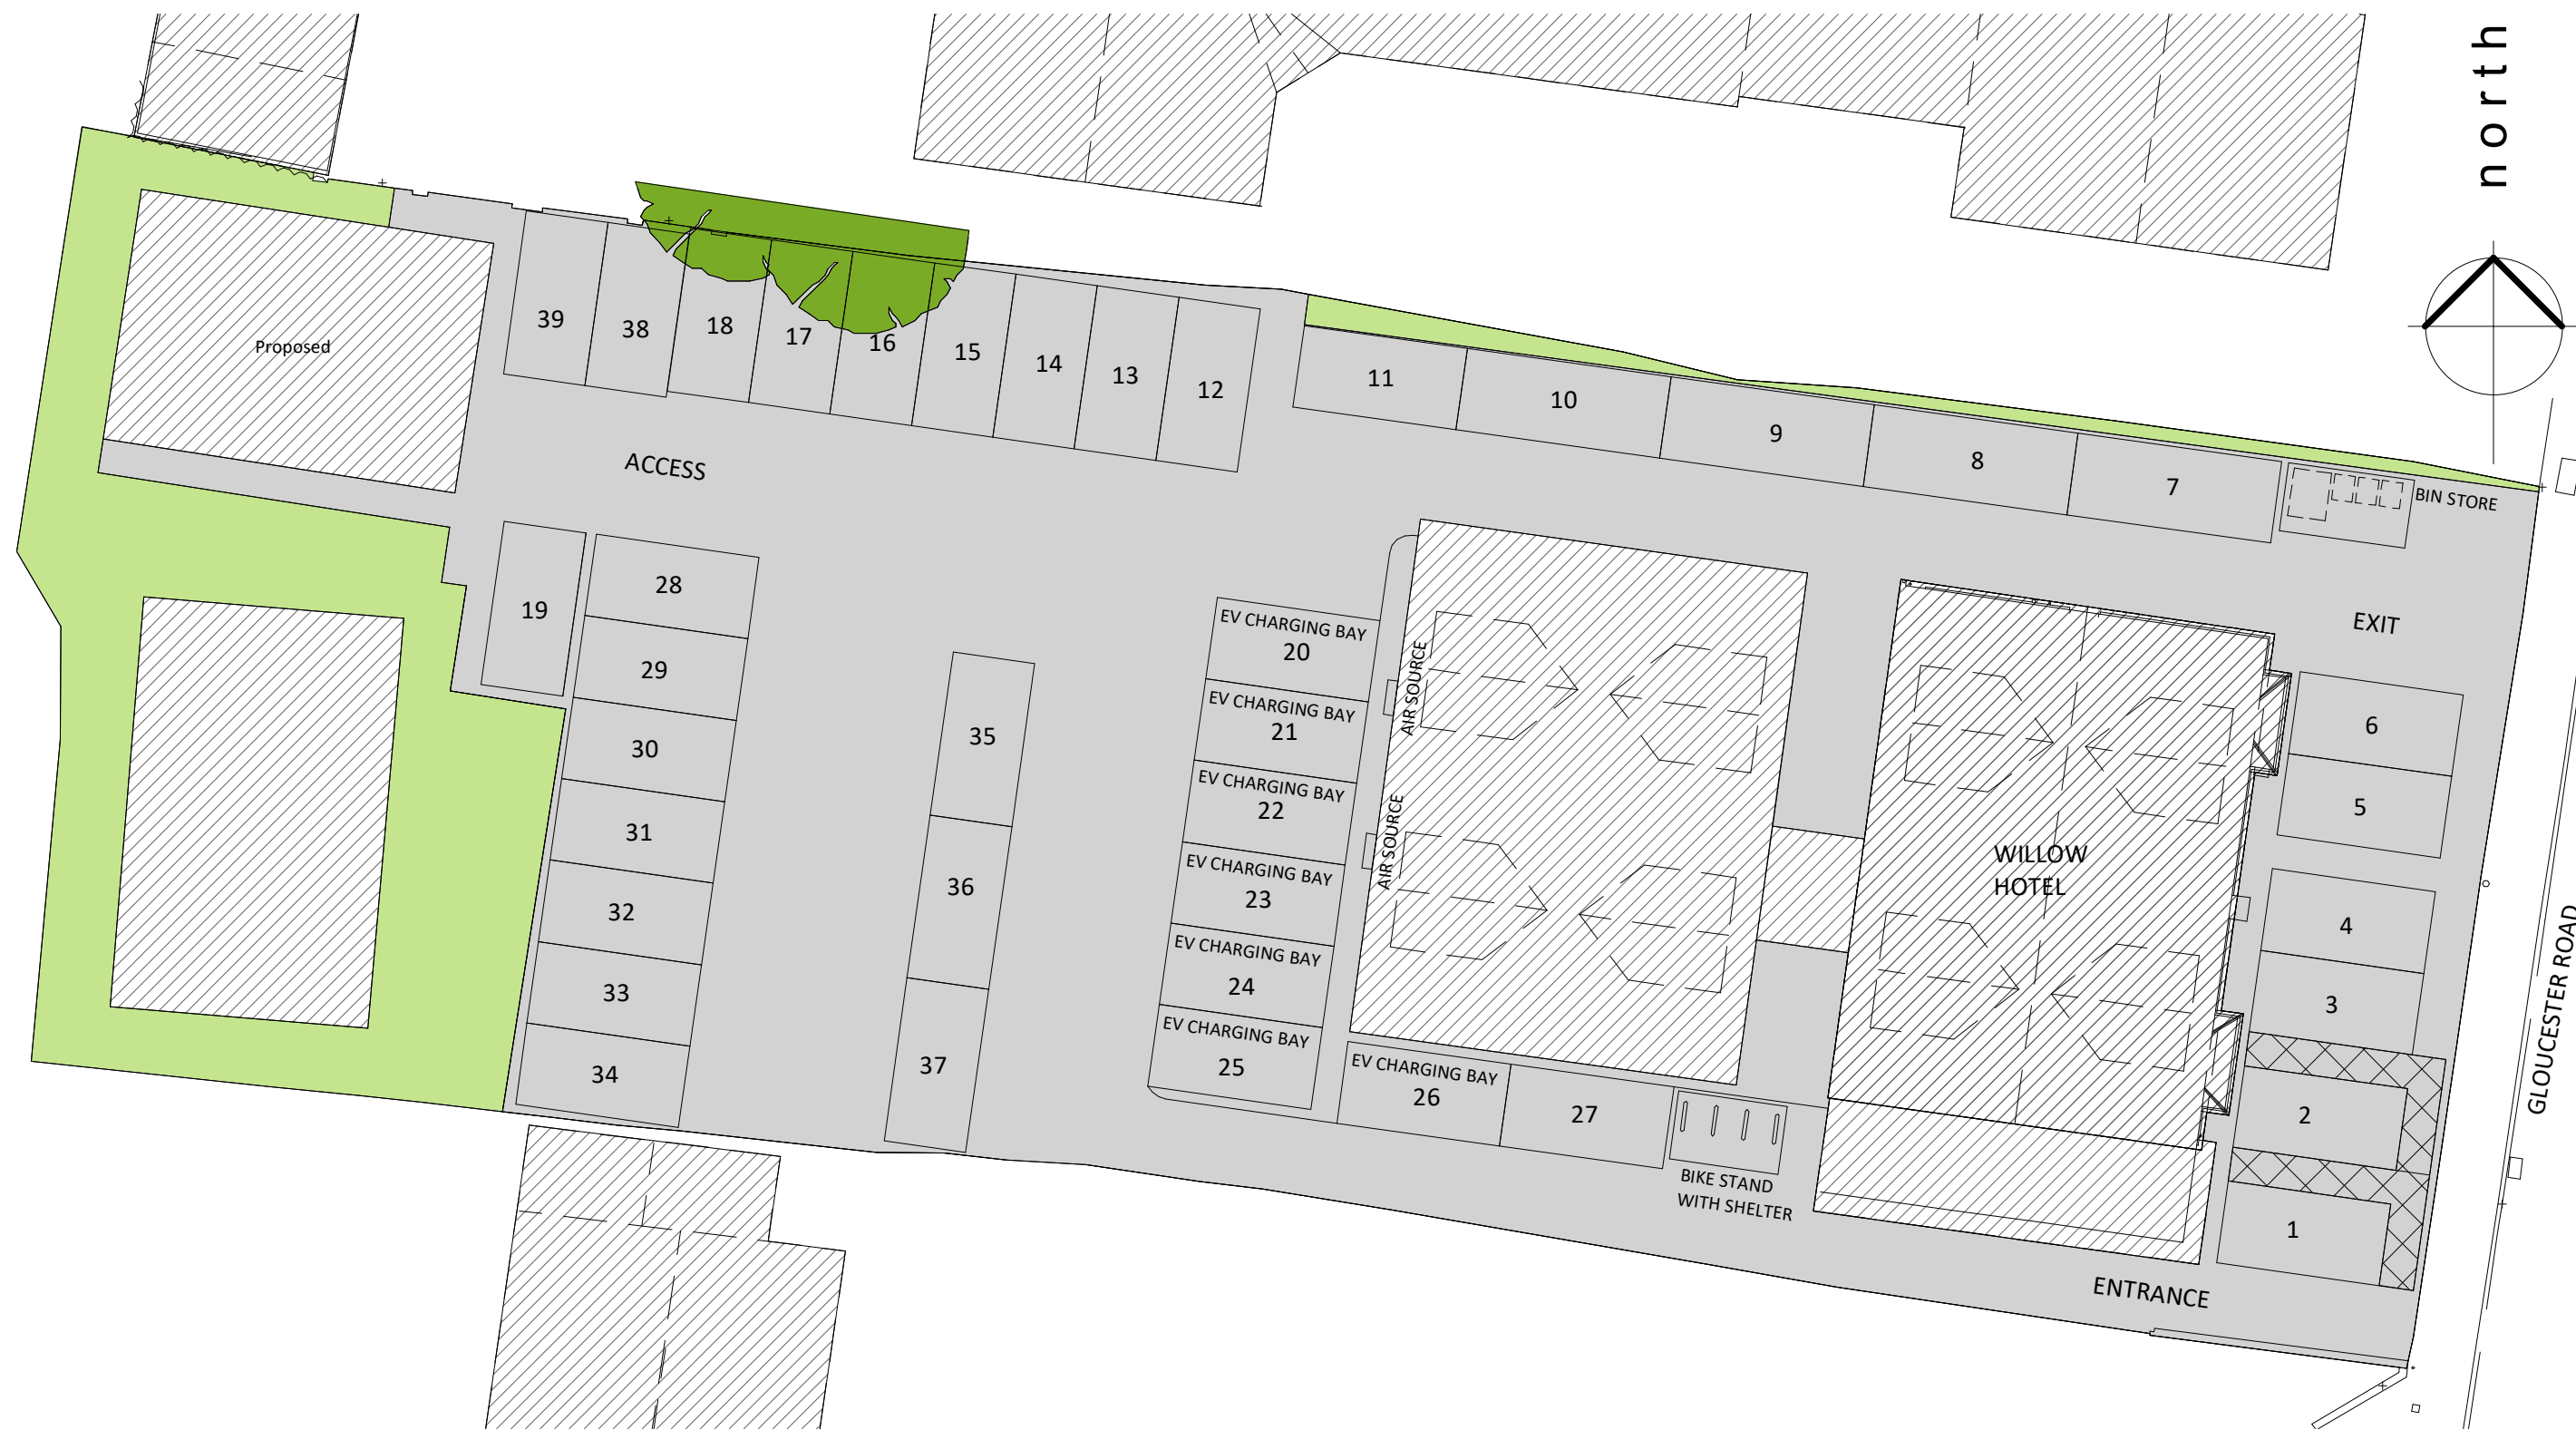 north
Proposed
39
38
18
17
16
15
14
13
12
11
10
9
8
7
BIN STORE
ACCESS
EXIT
19
28
29
30
31
32
33
34
35
36
37
EV CHARGING BAY
20
EV CHARGING BAY
21
EV CHARGING BAY
22
EV CHARGING BAY
23
EV CHARGING BAY
24
EV CHARGING BAY
25
AIR SOURCE
AIR SOURCE
EV CHARGING BAY
26
27
BIKE STAND
WITH SHELTER
WILLOW
HOTEL
6
5
4
3
2
1
GLOUCESTER ROAD
ENTRANCE